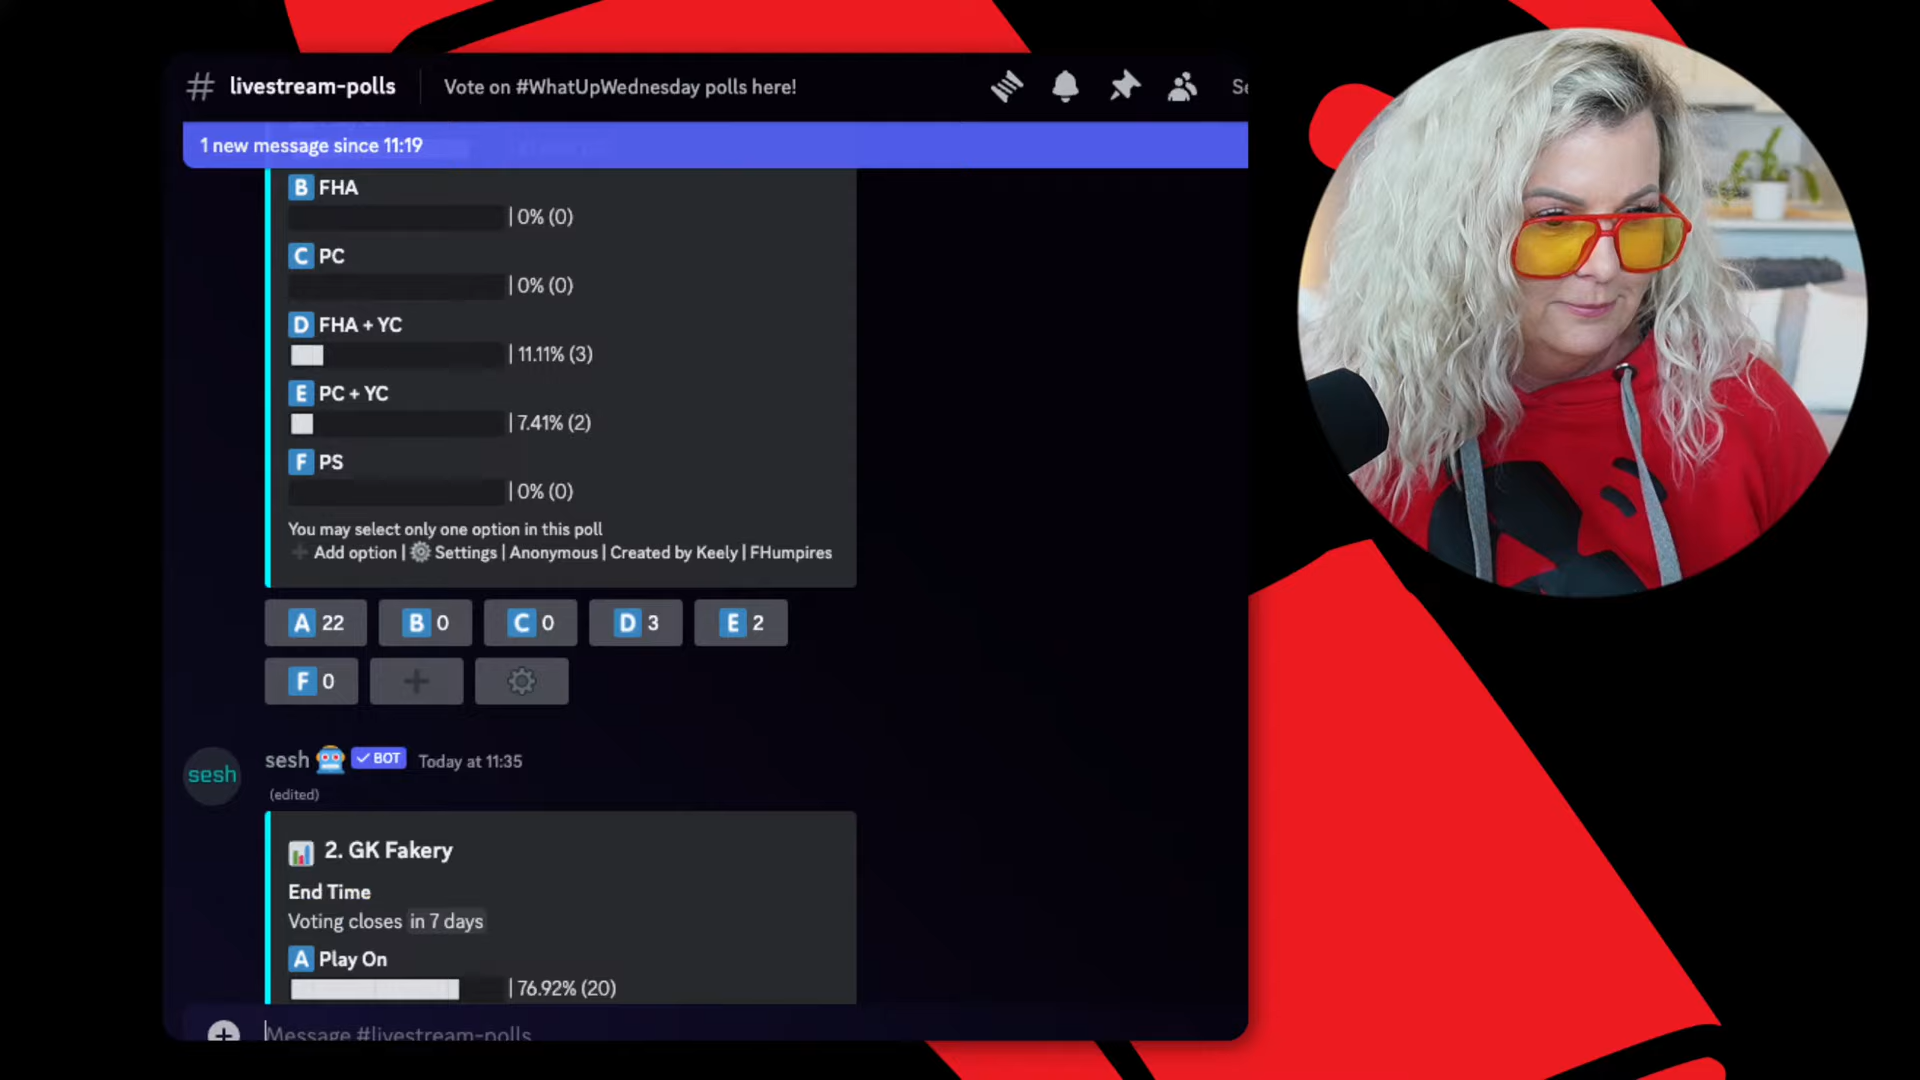 livestream-polls
Vote on #WhatUpWednesday polls here!
Se
1 new message since 11:19
B FHA
0% (0)
C PC
0% (0)
D FHA + YC
11.11% (3)
E PC + YC
7.41% (2)
F PS
0% (0)
You may select only one option in this poll
Add option | Settings | Anonymous | Created by Keely | FHumpires
A 22 B 0 C 0 D 3 E 2
F 0
sesh
sesh BOT Today at 11:35
(edited)
2. GK Fakery
End Time
Voting closes in 7 days
A Play On
76.92% (20)
Message #livestream-polls